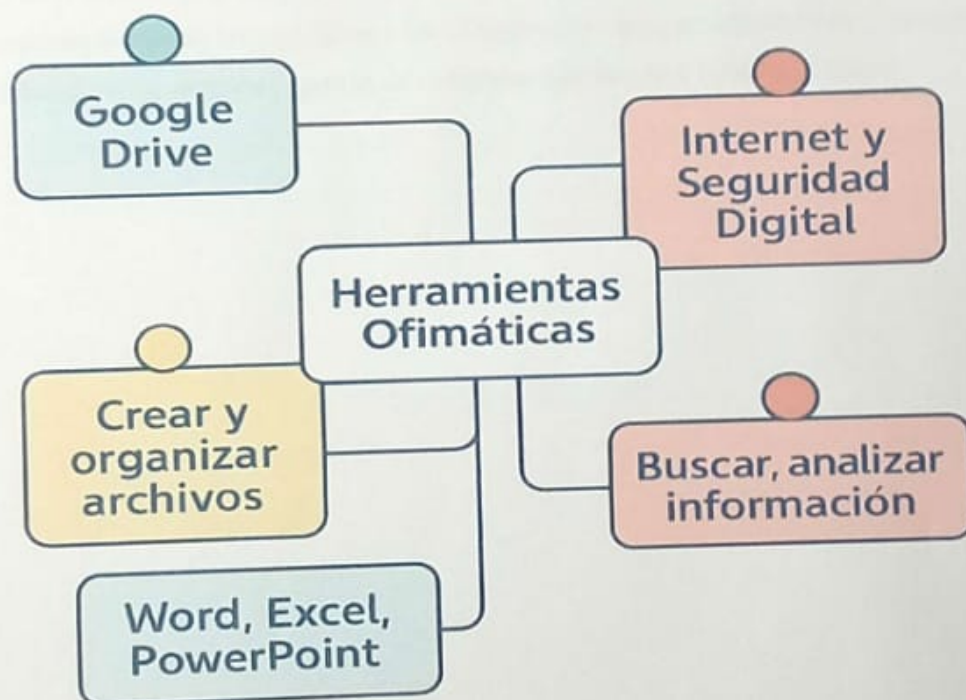 Google
Drive
Internet y
Seguridad
Digital
Herramientas
Ofimáticas
Crear y
organizar
archivos
Buscar, analizar
información
Word, Excel,
PowerPoint